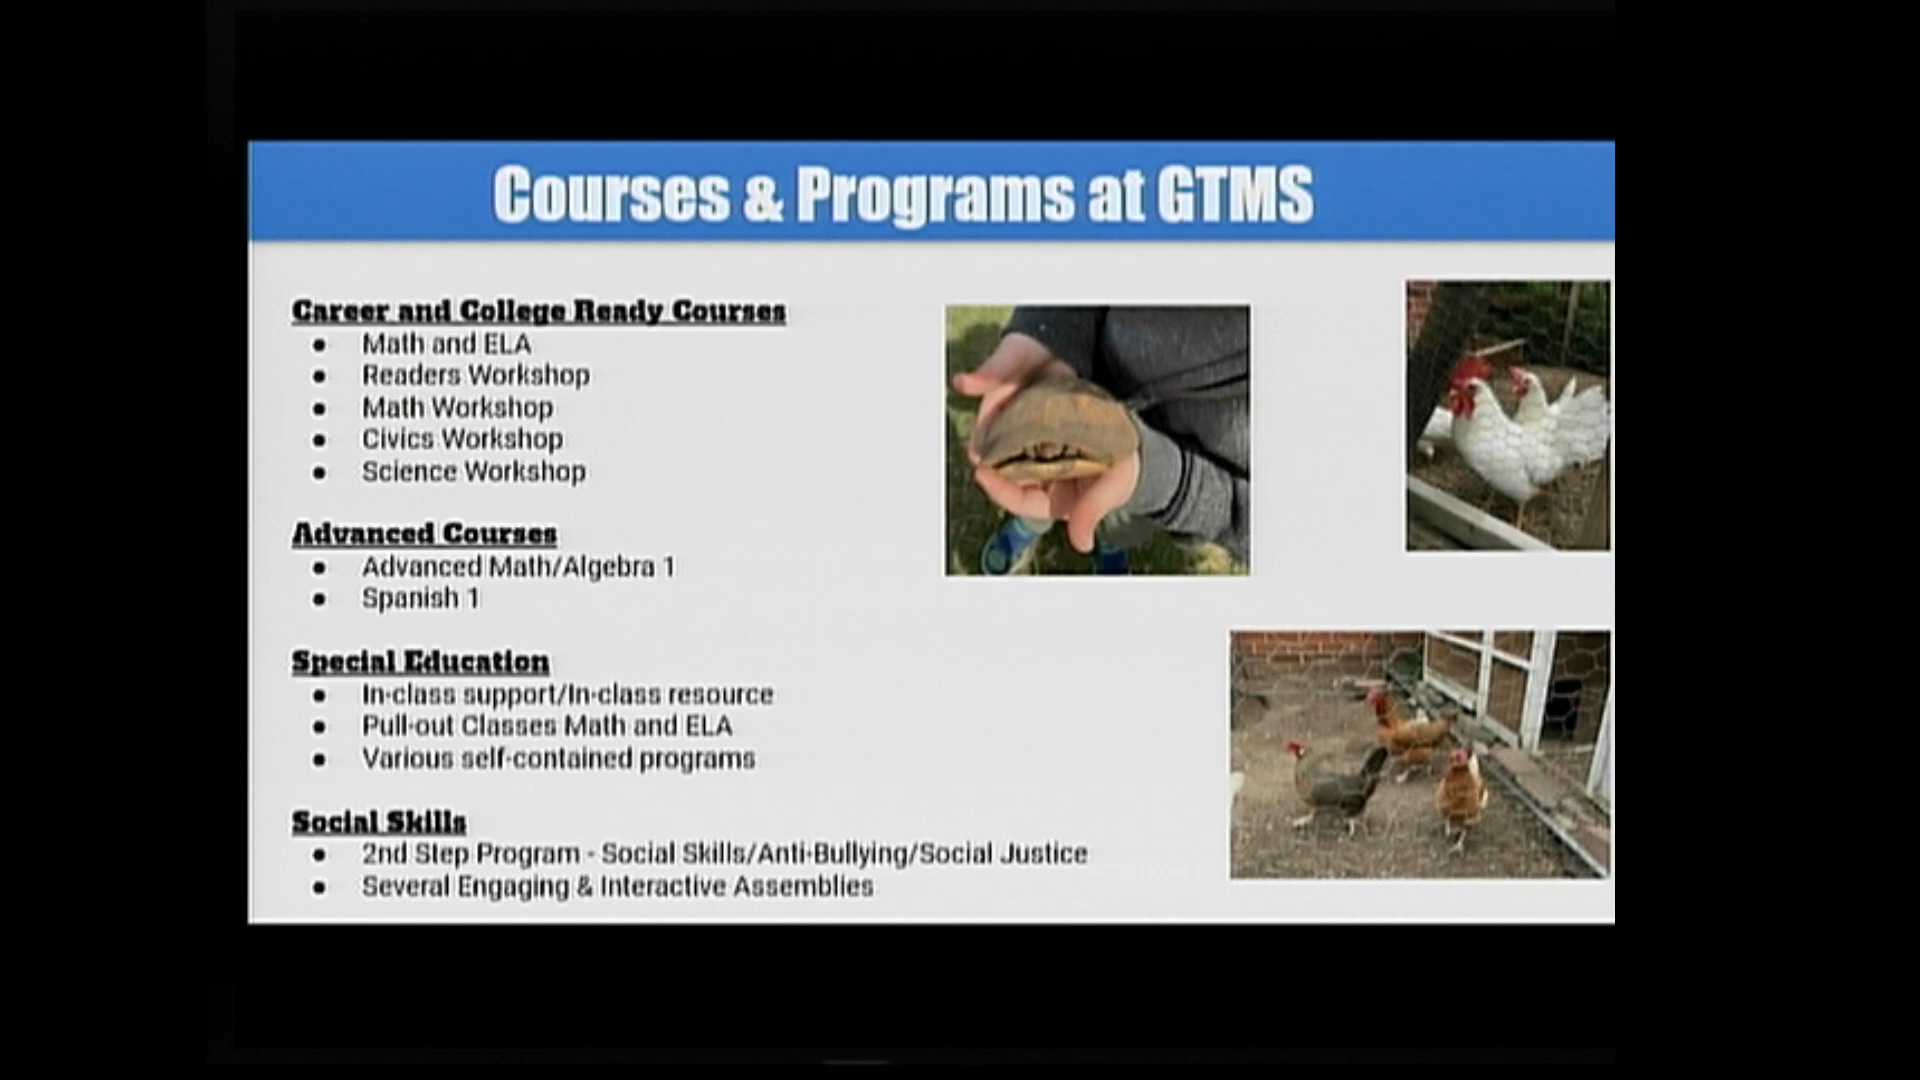 Courses & Programs at GTMS
Career and College Ready Courses
● Math and ELA
● Readers Workshop
● Math Workshop
● Civics Workshop
● Science Workshop
Advanced Courses
● Advanced Math/Algebra 1
● Spanish 1
Special Education
● In-class support/In-class resource
● Pull-out Classes Math and ELA
● Various self-contained programs
Social Skills
● 2nd Step Program - Social Skills/Anti-Bullying/Social Justice
● Several Engaging & Interactive Assemblies